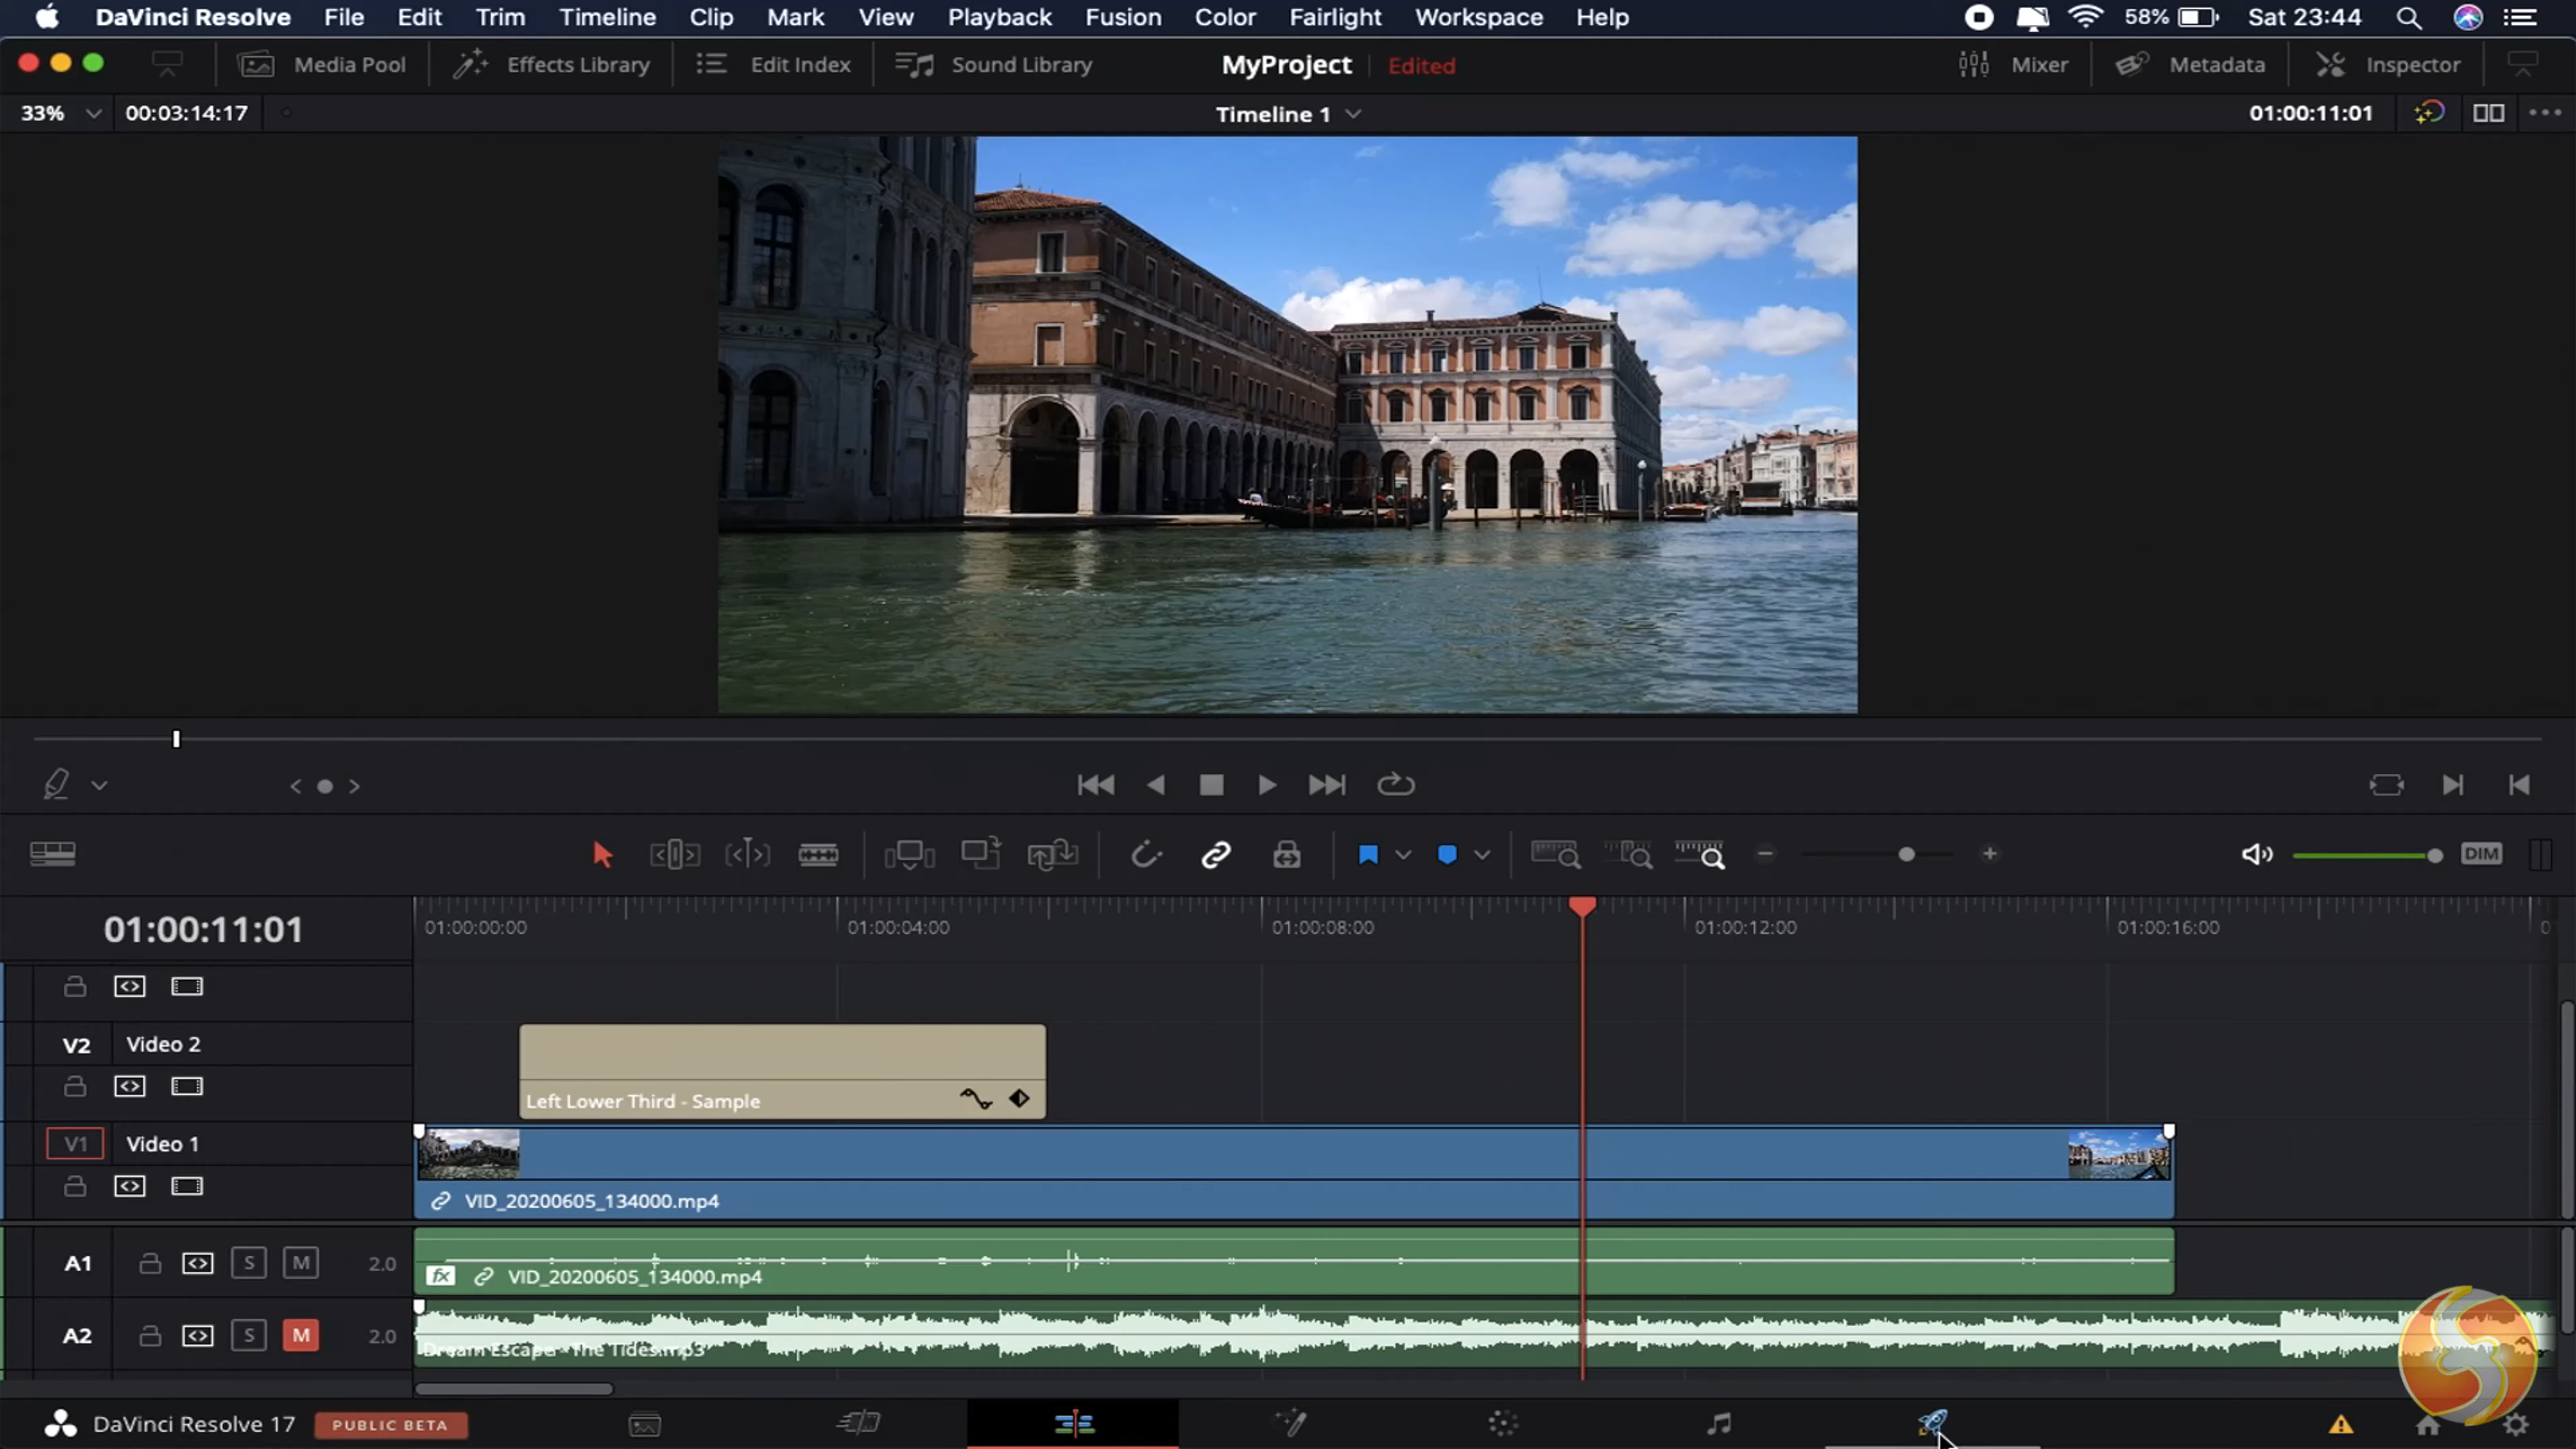 DaVinci Resolve File Edit Trim Timeline Clip Mark View Playback Fusion Color Fairlight Workspace Help 58% Sat 23:44
Media Pool Effects Library Edit Index Sound Library MyProject Edited Mixer Metadata Inspector
33% 00:03:14:17 Timeline 1 01:00:11:01
DIM
01:00:11:01 01:00:00:00 01:00:04:00 01:00:08:00 01:00:12:00 01:00:16:00 0
V2 Video 2
Left Lower Third - Sample
V1 Video 1
VID_20200605_134000.mp4
A1 S M 2.0
fx VID_20200605_134000.mp4
A2 S M 2.0
Dream Escape - The Tides.mp3
DaVinci Resolve 17 PUBLIC BETA